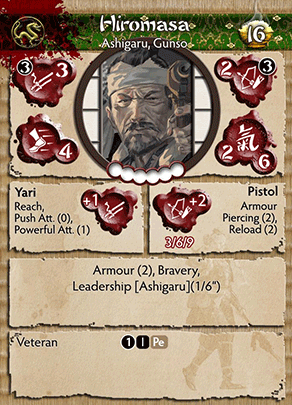 Hiromasa
Ashigaru, Gunso
16
3 3
2 3
4
氣
2 6
Yari
Reach,
Push Att. (0),
Powerful Att. (1)
+1
+2
3/6/9
Pistol
Armour
Piercing (2),
Reload (2)
Armour (2), Bravery,
Leadership [Ashigaru](1/6")
Veteran
1 1 Pe